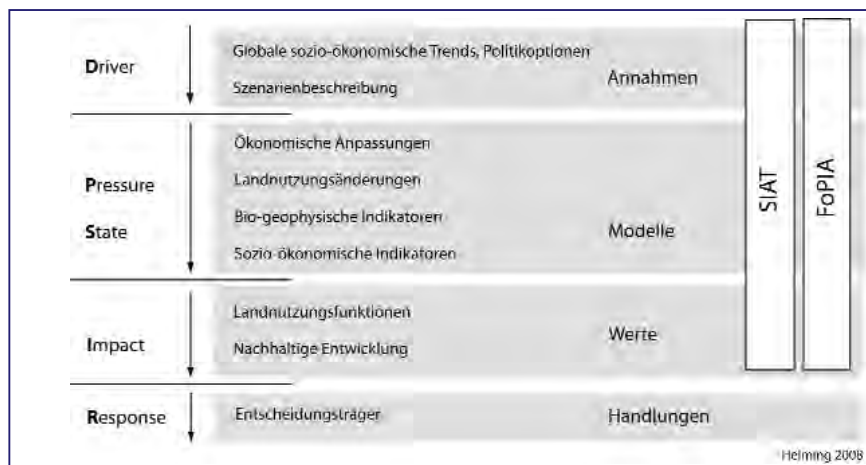 Driver
Globale sozio-ökonomische Trends, Politikoptionen
Szenarienbeschreibung
Annahmen
Pressure
State
Ökonomische Anpassungen
Landnutzungsänderungen
Bio-geophysische Indikatoren
Sozio-ökonomische Indikatoren
Modelle
Impact
Landnutzungsfunktionen
Nachhaltige Entwicklung
Werte
Response
Entscheidungsträger
Handlungen
SIAT
FoPIA
Helming 2008